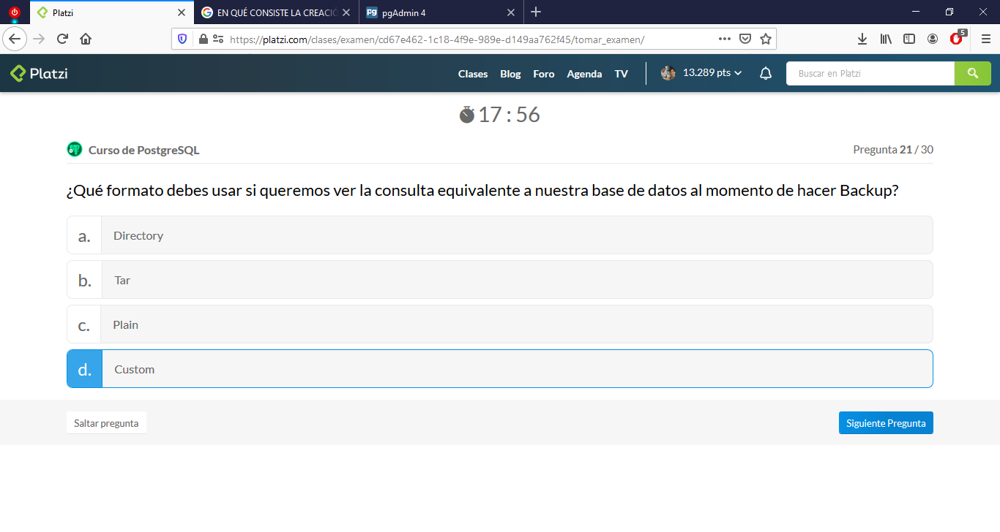 Platzi
EN QUÉ CONSISTE LA CREACIÓ
pgAdmin 4
https://platzi.com/clases/examen/cd67e462-1c18-4f9e-989e-d149aa762f45/tomar_examen/
5
Platzi
Clases Blog Foro Agenda TV
13.289 pts
Buscar en Platzi
17 : 56
Curso de PostgreSQL
Pregunta 21 / 30
¿Qué formato debes usar si queremos ver la consulta equivalente a nuestra base de datos al momento de hacer Backup?
a. Directory
b. Tar
c. Plain
d. Custom
Saltar pregunta
Siguiente Pregunta